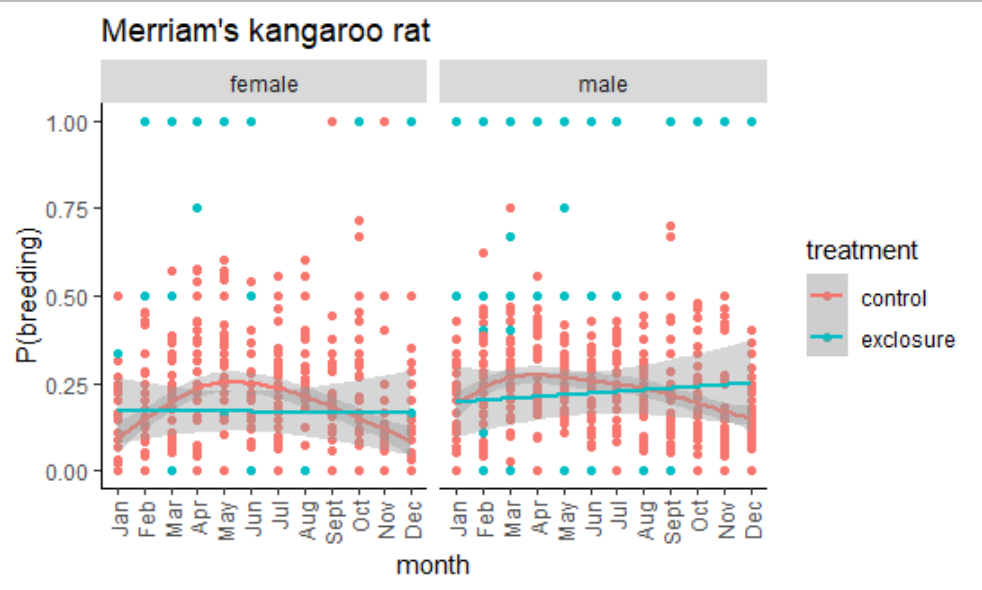 Merriam's kangaroo rat
female male
1.00
0.75
0.50
0.25
0.00
P(breeding)
Jan Feb Mar Apr May Jun Jul Aug Sept Oct Nov Dec
Jan Feb Mar Apr May Jun Jul Aug Sept Oct Nov Dec
month
treatment
control
exclosure